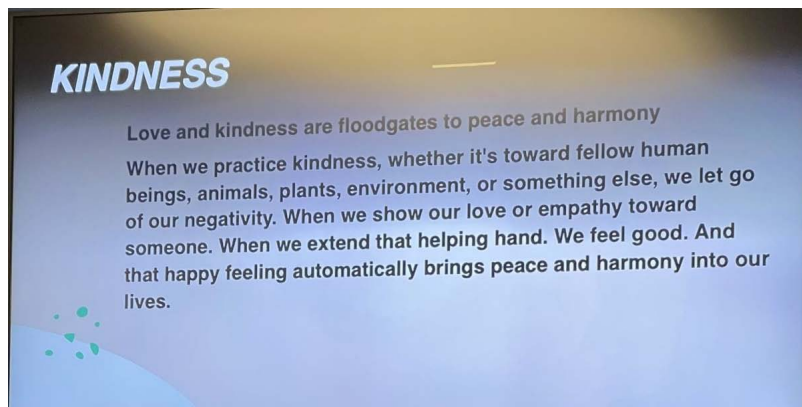 KINDNESS
Love and kindness are floodgates to peace and harmony
When we practice kindness, whether it's toward fellow human
beings, animals, plants, environment, or something else, we let go
of our negativity. When we show our love or empathy toward
someone. When we extend that helping hand. We feel good. And
that happy feeling automatically brings peace and harmony into our
lives.